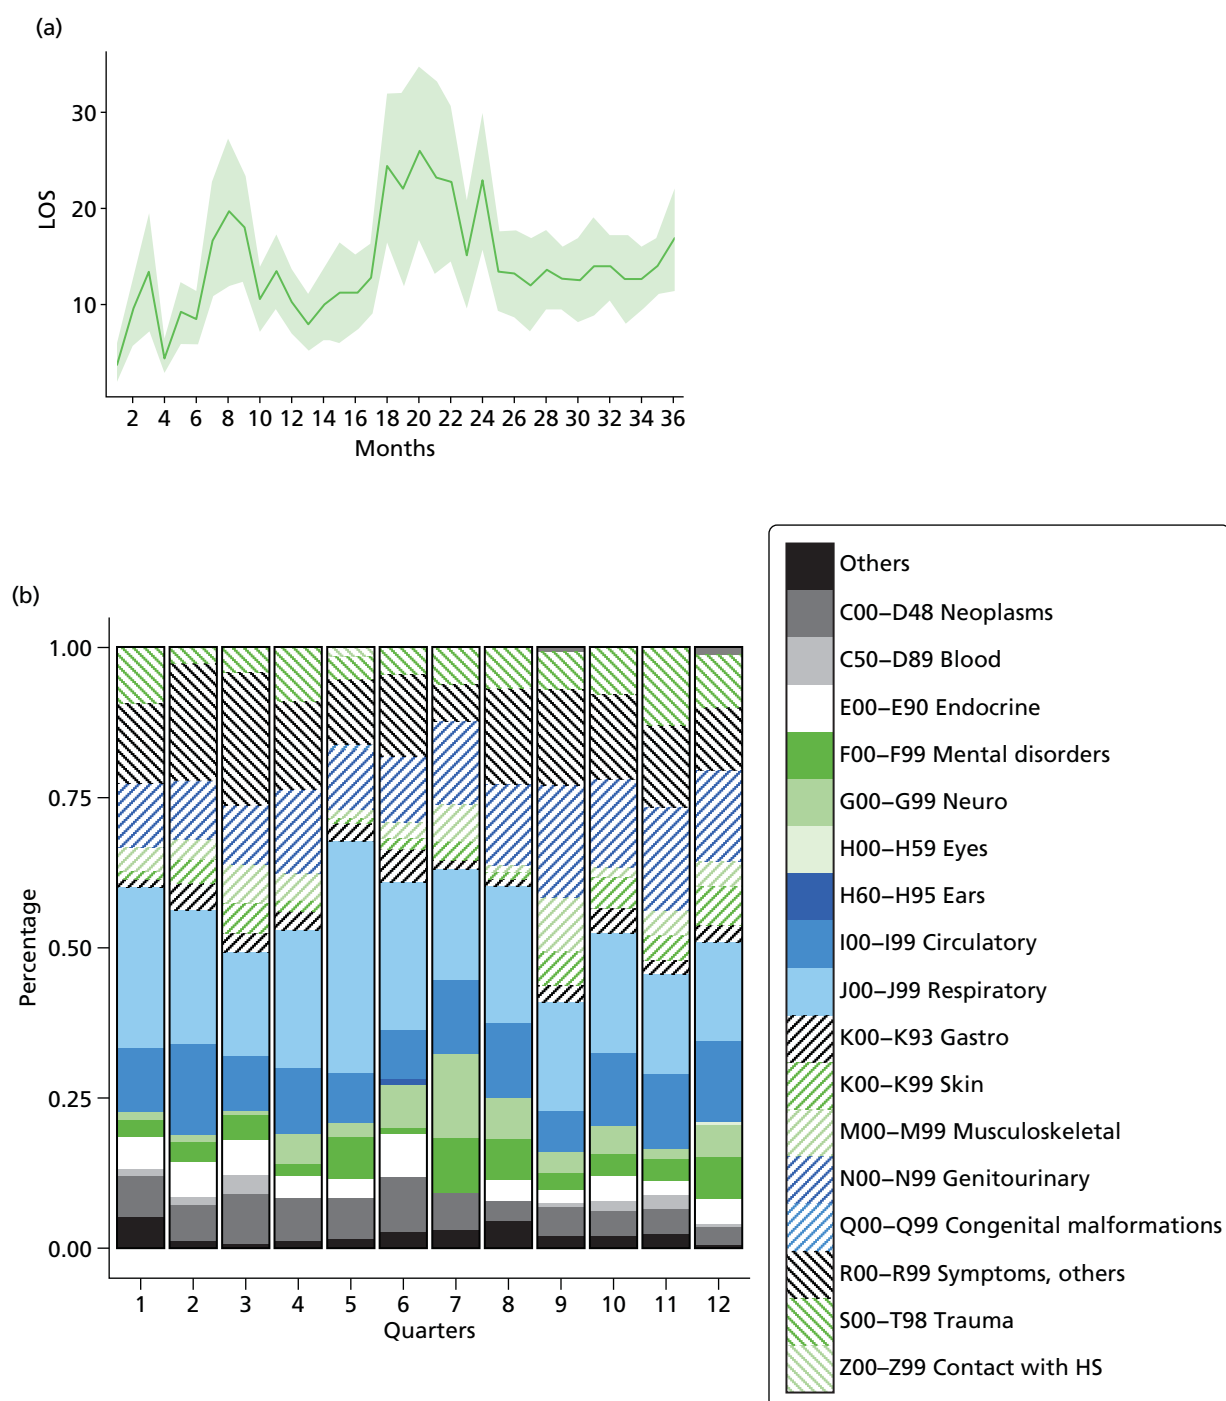 (a)
30
20
10
LOS
2 4 6 8 10 12 14 16 18 20 22 24 26 28 30 32 34 36
Months
(b)
1.00
0.75
0.50
0.25
0.00
Percentage
1 2 3 4 5 6 7 8 9 10 11 12
Quarters
Others
C00–D48 Neoplasms
C50–D89 Blood
E00–E90 Endocrine
F00–F99 Mental disorders
G00–G99 Neuro
H00–H59 Eyes
H60–H95 Ears
I00–I99 Circulatory
J00–J99 Respiratory
K00–K93 Gastro
K00–K99 Skin
M00–M99 Musculoskeletal
N00–N99 Genitourinary
Q00–Q99 Congenital malformations
R00–R99 Symptoms, others
S00–T98 Trauma
Z00–Z99 Contact with HS